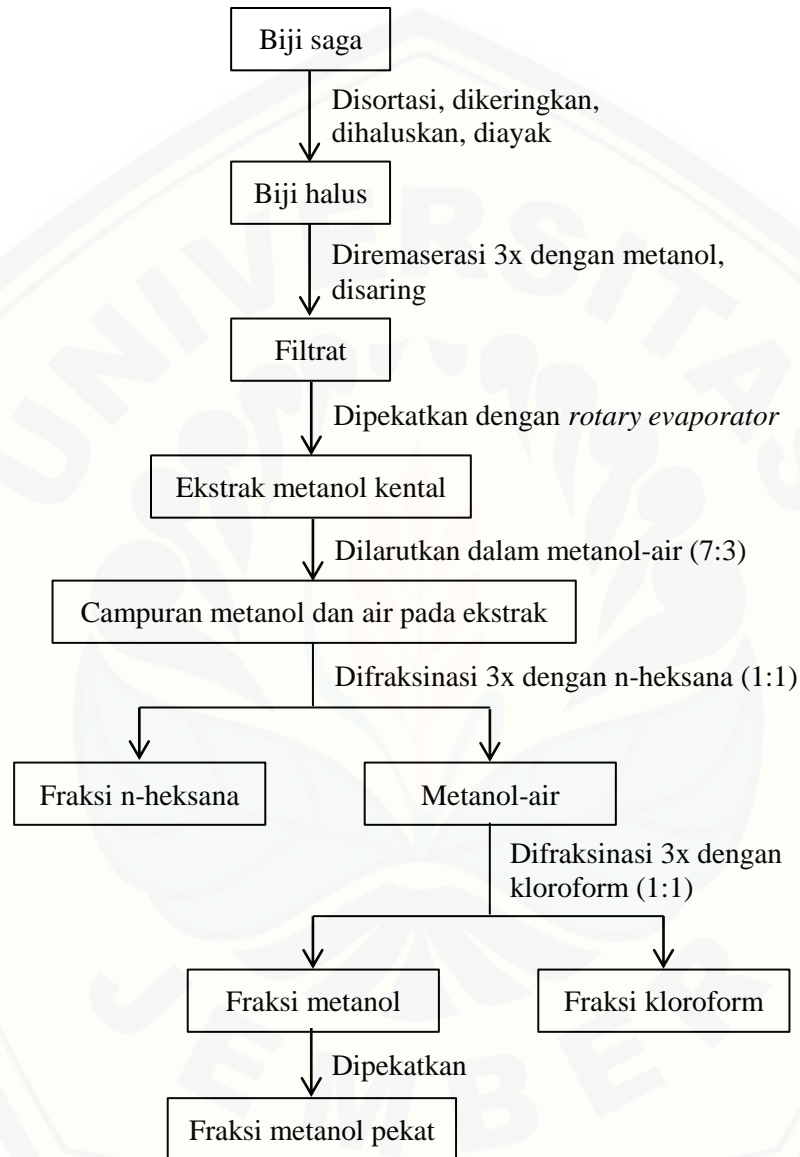 Biji saga
Disortasi, dikeringkan,
dihaluskan, diayak
Biji halus
Diremaserasi 3x dengan metanol,
disaring
Filtrat
Dipekatkan dengan rotary evaporator
Ekstrak metanol kental
Dilarutkan dalam metanol-air (7:3)
Campuran metanol dan air pada ekstrak
Difraksinasi 3x dengan n-heksana (1:1)
Fraksi n-heksana
Metanol-air
Difraksinasi 3x dengan
kloroform (1:1)
Fraksi metanol
Fraksi kloroform
Dipekatkan
Fraksi metanol pekat
UNIVERSITAS
JEMBER